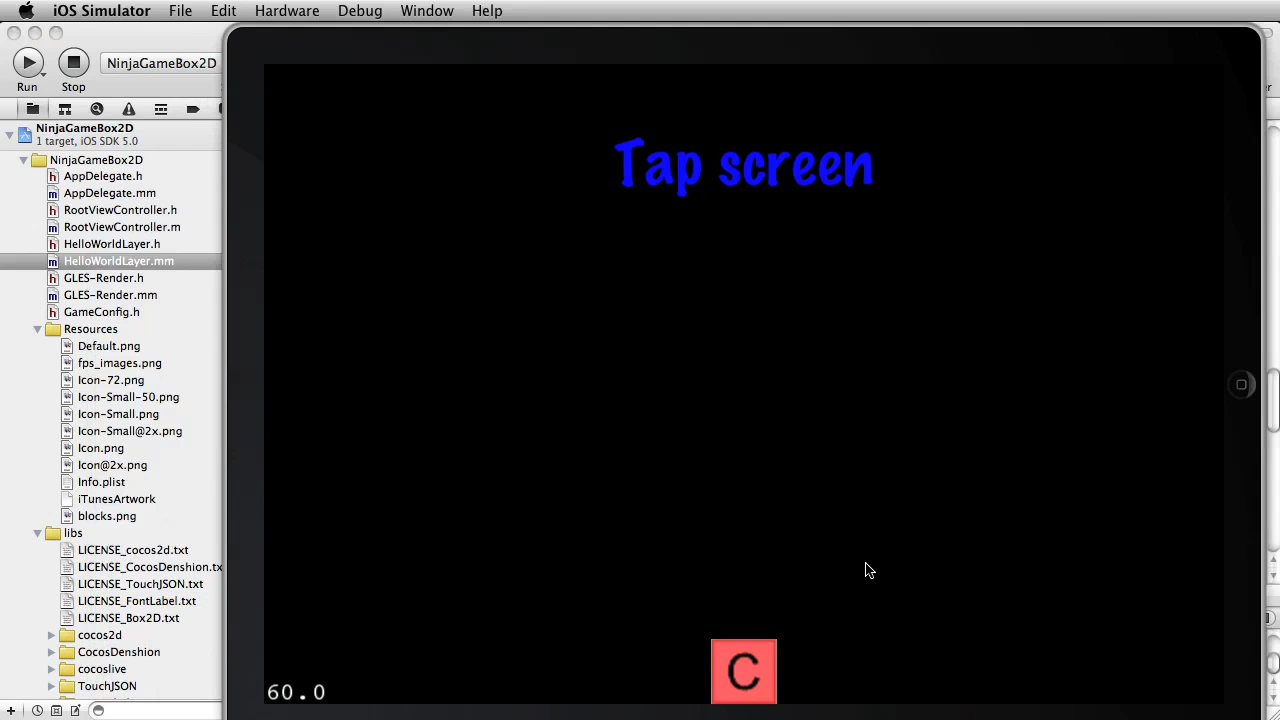 iOS Simulator File Edit Hardware Debug Window Help
NinjaGameBox2D
Run Stop
NinjaGameBox2D
1 target, iOS SDK 5.0
NinjaGameBox2D
AppDelegate.h
AppDelegate.mm
RootViewController.h
RootViewController.m
HelloWorldLayer.h
HelloWorldLayer.mm
GLES-Render.h
GLES-Render.mm
GameConfig.h
Resources
Default.png
fps_images.png
Icon-72.png
Icon-Small-50.png
Icon-Small.png
Icon-Small@2x.png
Icon.png
Icon@2x.png
Info.plist
iTunesArtwork
blocks.png
libs
LICENSE_cocos2d.txt
LICENSE_CocosDenshion.tx
LICENSE_TouchJSON.txt
LICENSE_FontLabel.txt
LICENSE_Box2D.txt
cocos2d
CocosDenshion
cocoslive
TouchJSON
Tap screen
C
60.0